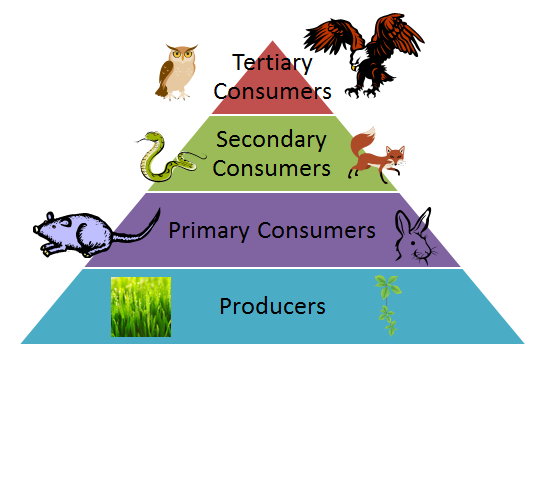 Tertiary
Consumers
Secondary
Consumers
Primary Consumers
Producers